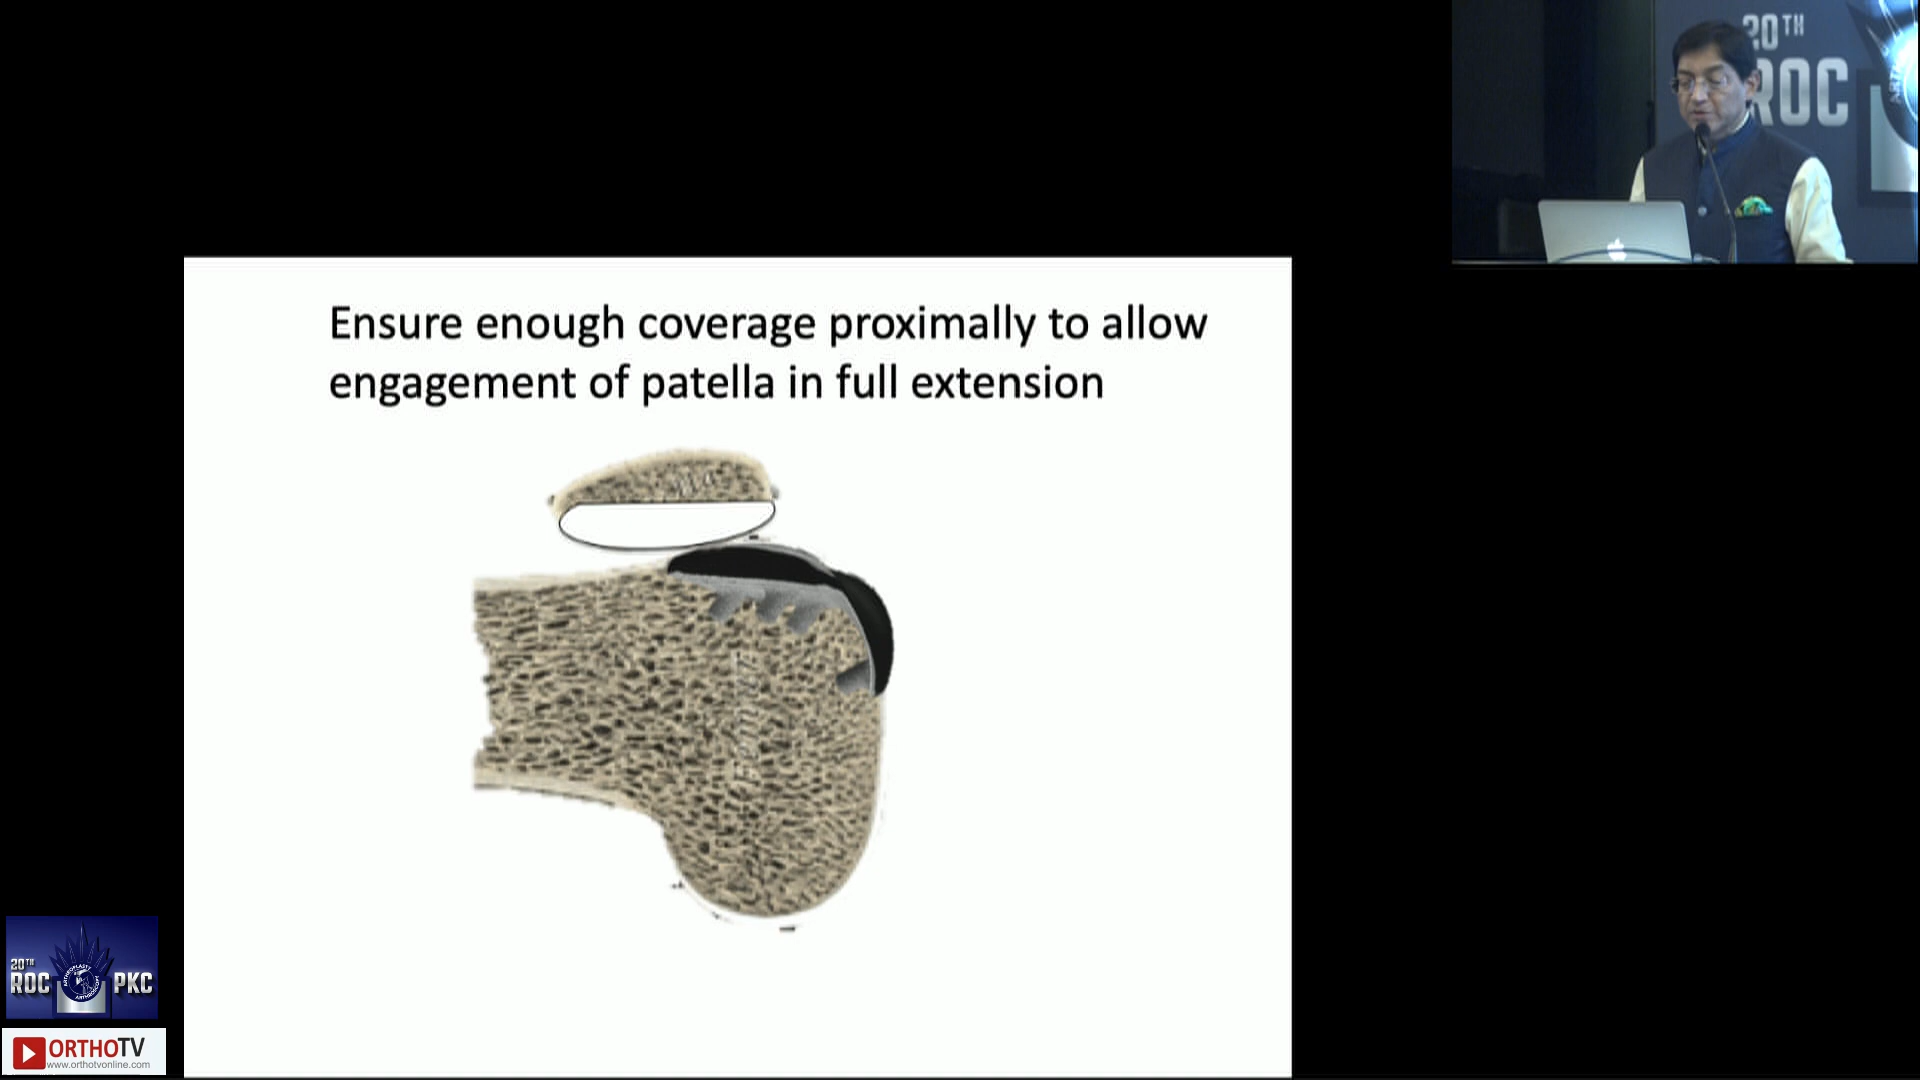 20TH
ROC
Ensure enough coverage proximally to allow
engagement of patella in full extension
20TH
ROC
PKC
ORTHOTV
www.orthotvonline.com